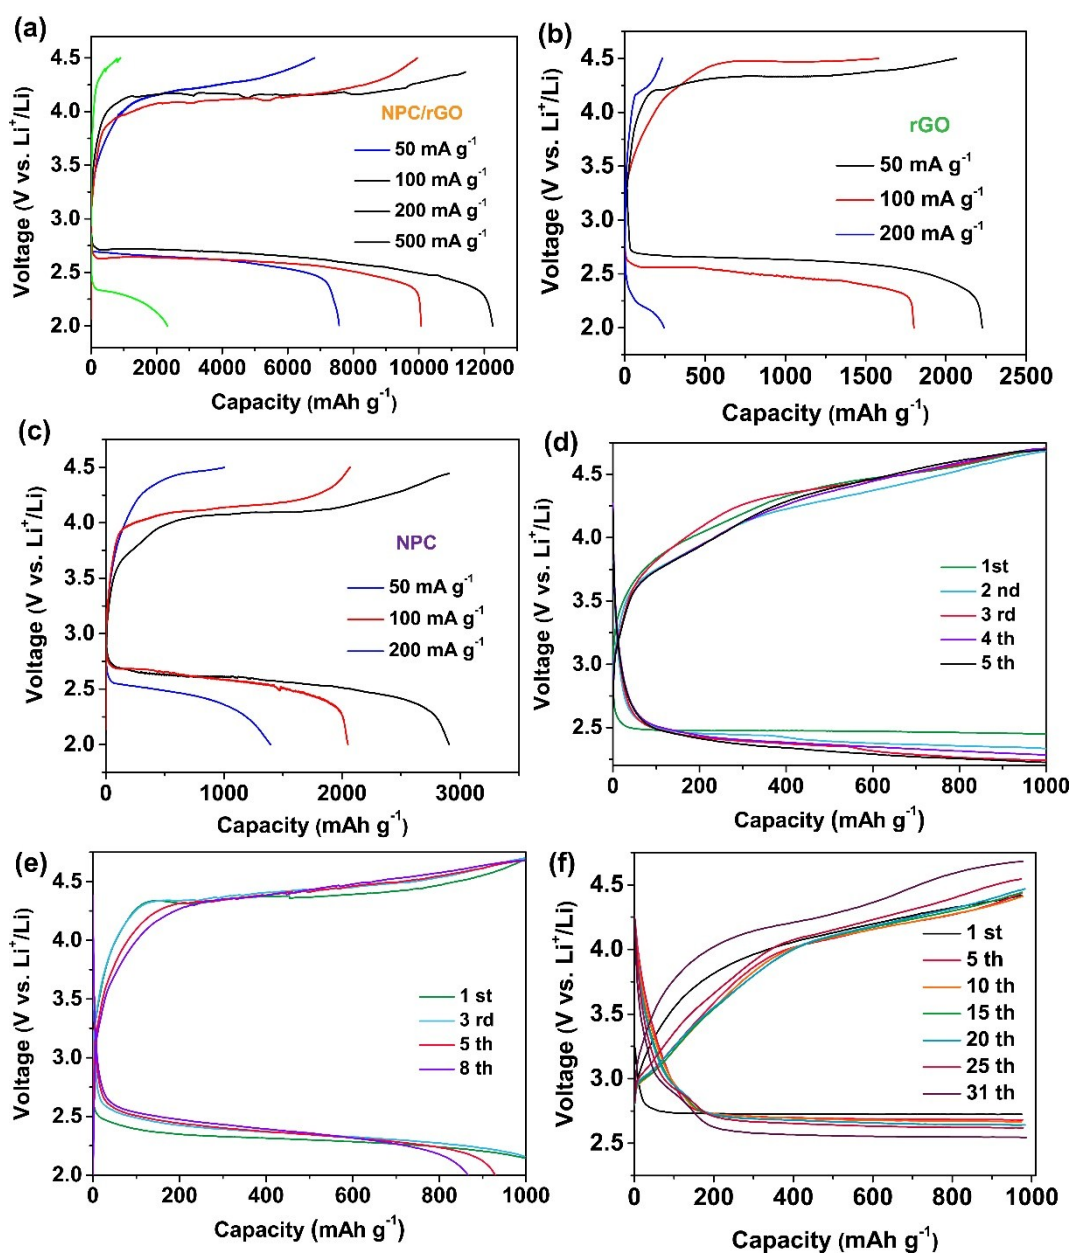 (a)
4.5
4.0
3.5
3.0
2.5
2.0
Voltage (V vs. Li⁺/Li)
NPC/rGO
50 mA g⁻¹
100 mA g⁻¹
200 mA g⁻¹
500 mA g⁻¹
0 2000 4000 6000 8000 10000 12000
Capacity (mAh g⁻¹)
(b)
4.5
4.0
3.5
3.0
2.5
2.0
Voltage (V vs. Li⁺/Li)
rGO
50 mA g⁻¹
100 mA g⁻¹
200 mA g⁻¹
0 500 1000 1500 2000 2500
Capacity (mAh g⁻¹)
(c)
4.5
4.0
3.5
3.0
2.5
2.0
Voltage (V vs. Li⁺/Li)
NPC
50 mA g⁻¹
100 mA g⁻¹
200 mA g⁻¹
0 1000 2000 3000
Capacity (mAh g⁻¹)
(d)
4.5
4.0
3.5
3.0
2.5
Voltage (V vs. Li⁺/Li)
1st
2 nd
3 rd
4 th
5 th
0 200 400 600 800 1000
Capacity (mAh g⁻¹)
(e)
4.5
4.0
3.5
3.0
2.5
2.0
Voltage (V vs. Li⁺/Li)
1 st
3 rd
5 th
8 th
0 200 400 600 800 1000
Capacity (mAh g⁻¹)
(f)
4.5
4.0
3.5
3.0
2.5
Voltage (V vs. Li⁺/Li)
1 st
5 th
10 th
15 th
20 th
25 th
31 th
0 200 400 600 800 1000
Capacity (mAh g⁻¹)